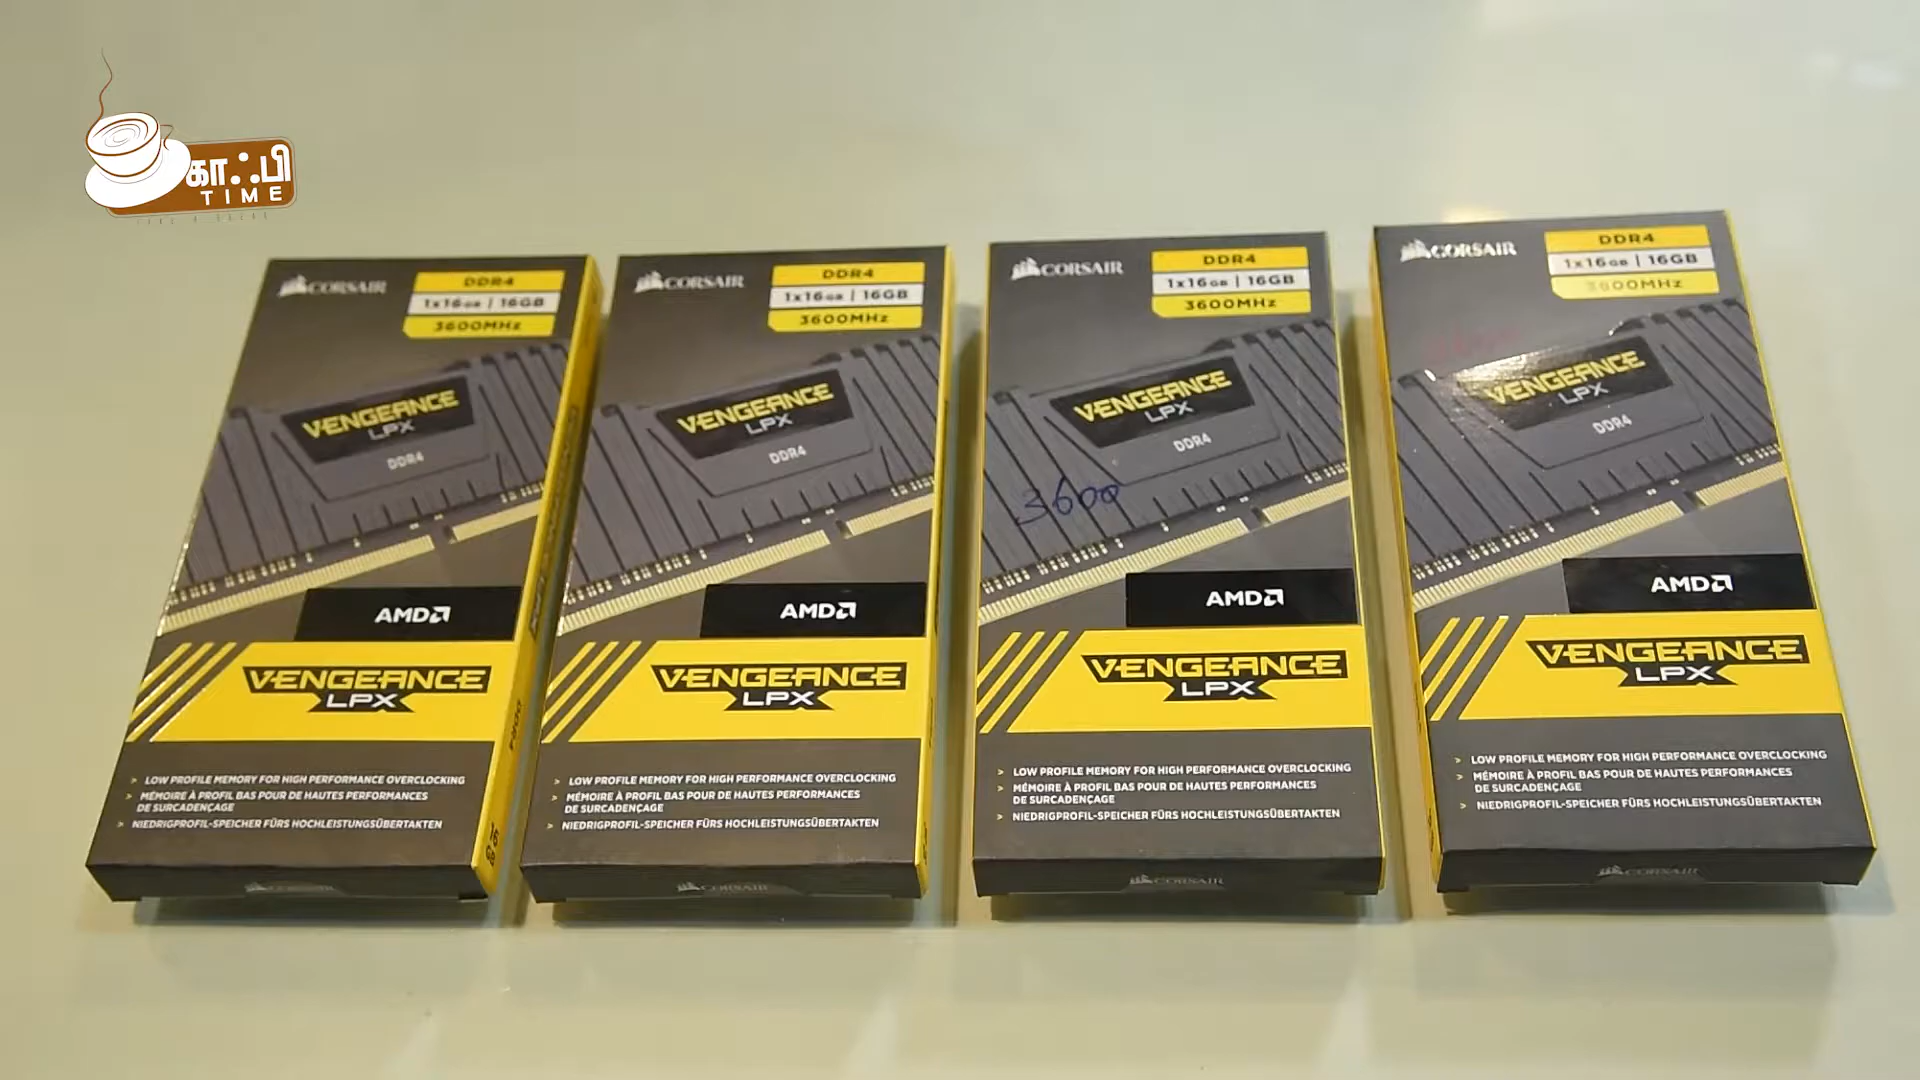 காஃபி
TIME
CORSAIR
DDR4
1x16GB | 16GB
3600MHz
VENGEANCE
LPX
DDR4
AMD
VENGEANCE
LPX
> LOW PROFILE MEMORY FOR HIGH PERFORMANCE OVERCLOCKING
> MÉMOIRE À PROFIL BAS POUR DE HAUTES PERFORMANCES
DE SURCADENÇAGE
> NIEDRIGPROFIL-SPEICHER FÜRS HOCHLEISTUNGSÜBERTAKTEN
CORSAIR
CORSAIR
DDR4
1x16GB | 16GB
3600MHz
VENGEANCE
LPX
DDR4
AMD
VENGEANCE
LPX
> LOW PROFILE MEMORY FOR HIGH PERFORMANCE OVERCLOCKING
> MÉMOIRE À PROFIL BAS POUR DE HAUTES PERFORMANCES
DE SURCADENÇAGE
> NIEDRIGPROFIL-SPEICHER FÜRS HOCHLEISTUNGSÜBERTAKTEN
CORSAIR
CORSAIR
DDR4
1x16GB | 16GB
3600MHz
VENGEANCE
LPX
DDR4
3600
AMD
VENGEANCE
LPX
> LOW PROFILE MEMORY FOR HIGH PERFORMANCE OVERCLOCKING
> MÉMOIRE À PROFIL BAS POUR DE HAUTES PERFORMANCES
DE SURCADENÇAGE
> NIEDRIGPROFIL-SPEICHER FÜRS HOCHLEISTUNGSÜBERTAKTEN
CORSAIR
CORSAIR
DDR4
1x16GB | 16GB
3600MHz
VENGEANCE
LPX
DDR4
AMD
VENGEANCE
LPX
> LOW PROFILE MEMORY FOR HIGH PERFORMANCE OVERCLOCKING
> MÉMOIRE À PROFIL BAS POUR DE HAUTES PERFORMANCES
DE SURCADENÇAGE
> NIEDRIGPROFIL-SPEICHER FÜRS HOCHLEISTUNGSÜBERTAKTEN
CORSAIR